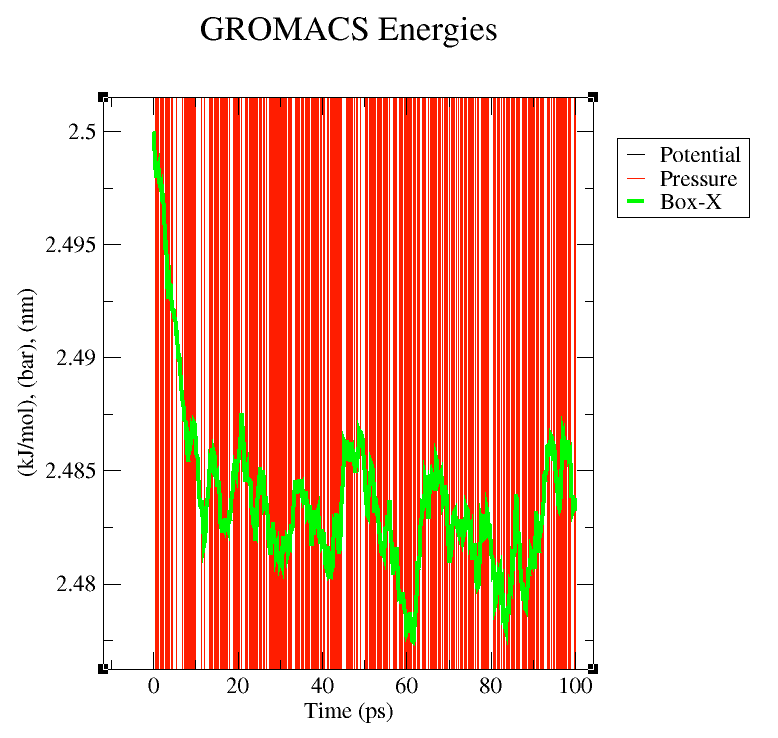 GROMACS Energies
Potential
Pressure
Box-X
2.5
2.495
2.49
2.485
2.48
(kJ/mol), (bar), (nm)
0 20 40 60 80 100
Time (ps)